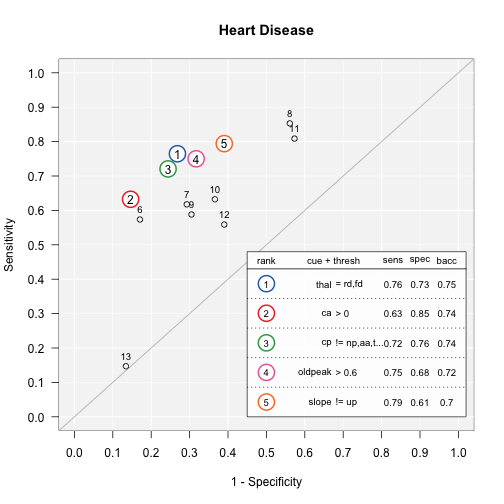 Heart Disease
Sensitivity
1.0
0.9
0.8
0.7
0.6
0.5
0.4
0.3
0.2
0.1
0.0
8
11
5
1
4
3
2
6
7
9
10
12
13
rank cue + thresh sens spec bacc
1 thal = rd,fd 0.76 0.73 0.75
2 ca > 0 0.63 0.85 0.74
3 cp != np,aa,t... 0.72 0.76 0.74
4 oldpeak > 0.6 0.75 0.68 0.72
5 slope != up 0.79 0.61 0.7
0.0 0.1 0.2 0.3 0.4 0.5 0.6 0.7 0.8 0.9 1.0
1 - Specificity